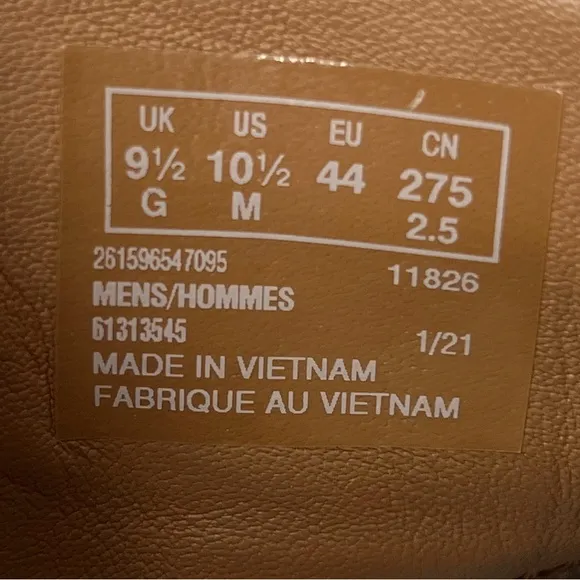 UK US EU CN
9½ 10½ 44 275
G M 2.5
261596547095 11826
MENS/HOMMES
61313545 1/21
MADE IN VIETNAM
FABRIQUE AU VIETNAM